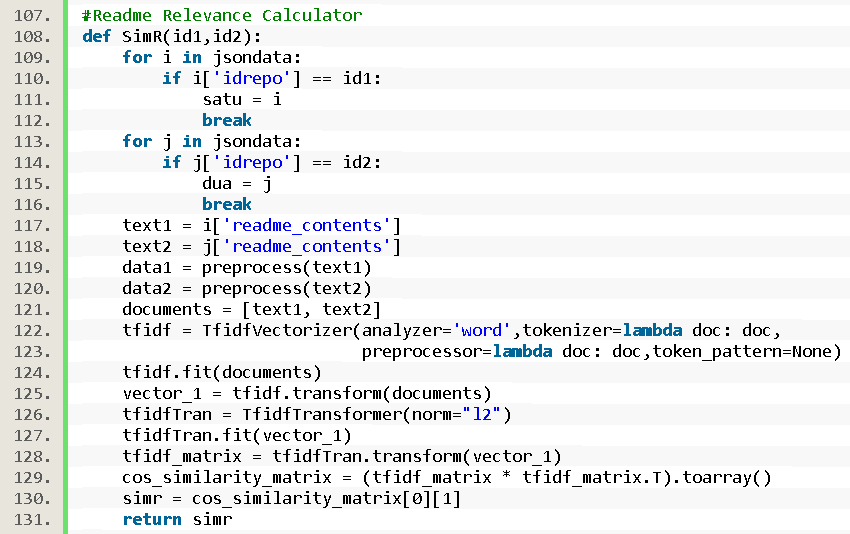 107. #Readme Relevance Calculator
108. def SimR(id1,id2):
109.     for i in jsondata:
110.         if i['idrepo'] == id1:
111.             satu = i
112.             break
113.     for j in jsondata:
114.         if j['idrepo'] == id2:
115.             dua = j
116.             break
117.     text1 = i['readme_contents']
118.     text2 = j['readme_contents']
119.     data1 = preprocess(text1)
120.     data2 = preprocess(text2)
121.     documents = [text1, text2]
122.     tfidf = TfidfVectorizer(analyzer='word',tokenizer=lambda doc: doc,
123.                             preprocessor=lambda doc: doc,token_pattern=None)
124.     tfidf.fit(documents)
125.     vector_1 = tfidf.transform(documents)
126.     tfidfTran = TfidfTransformer(norm="l2")
127.     tfidfTran.fit(vector_1)
128.     tfidf_matrix = tfidfTran.transform(vector_1)
129.     cos_similarity_matrix = (tfidf_matrix * tfidf_matrix.T).toarray()
130.     simr = cos_similarity_matrix[0][1]
131.     return simr